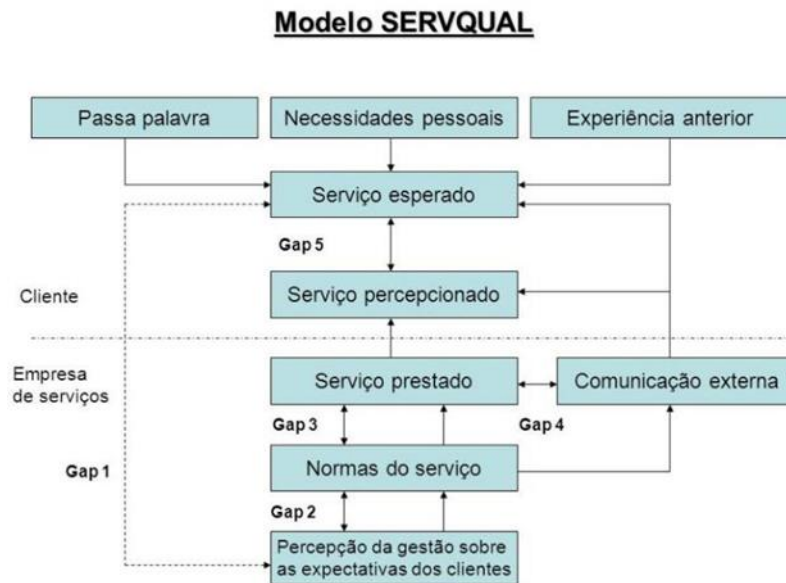 Modelo SERVQUAL
Passa palavra
Necessidades pessoais
Experiência anterior
Serviço esperado
Gap 5
Serviço percepcionado
Cliente
Empresa
de serviços
Serviço prestado
Comunicação externa
Gap 3
Gap 4
Normas do serviço
Gap 1
Gap 2
Percepção da gestão sobre
as expectativas dos clientes